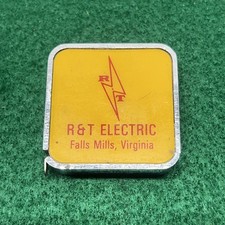 R T
R&T ELECTRIC
Falls Mills, Virginia